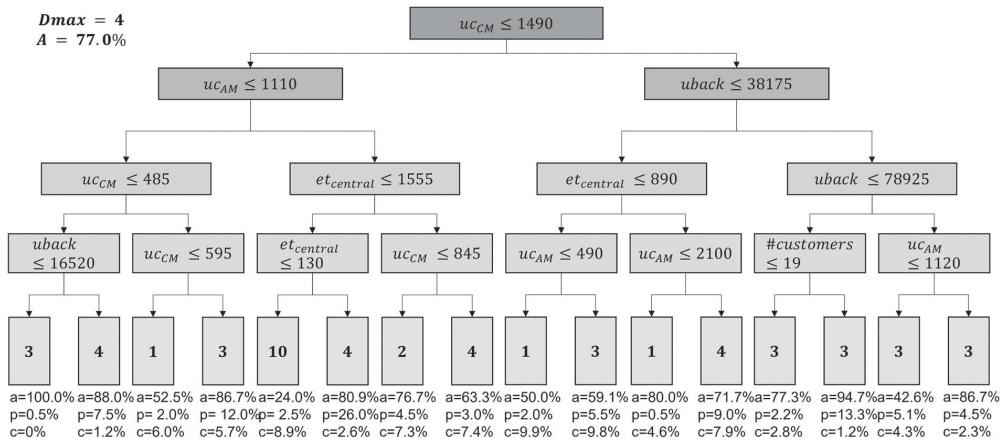 Dmax = 4
A = 77.0%
uc_CM ≤ 1490
uc_AM ≤ 1110
uback ≤ 38175
uc_CM ≤ 485
et_central ≤ 1555
et_central ≤ 890
uback ≤ 78925
uback
≤ 16520
uc_CM ≤ 595
et_central
≤ 130
uc_CM ≤ 845
uc_AM ≤ 490
uc_AM ≤ 2100
#customers
≤ 19
uc_AM
≤ 1120
3 4 1 3 10 4 2 4 1 3 1 4 3 3 3 3
a=100.0% a=88.0% a=52.5% a=86.7% a=24.0% a=80.9% a=76.7% a=63.3% a=50.0% a=59.1% a=80.0% a=71.7% a=77.3% a=94.7% a=42.6% a=86.7%
p=0.5% p=7.5% p= 2.0% p= 12.0% p= 2.5% p=26.0% p=4.5% p=3.0% p=2.0% p=5.5% p=0.5% p=9.0% p=2.2% p=13.3% p=5.1% p=4.5%
c=0% c=1.2% c=6.0% c=5.7% c=8.9% c=2.6% c=7.3% c=7.4% c=9.9% c=9.8% c=4.6% c=7.9% c=2.8% c=1.2% c=4.3% c=2.3%